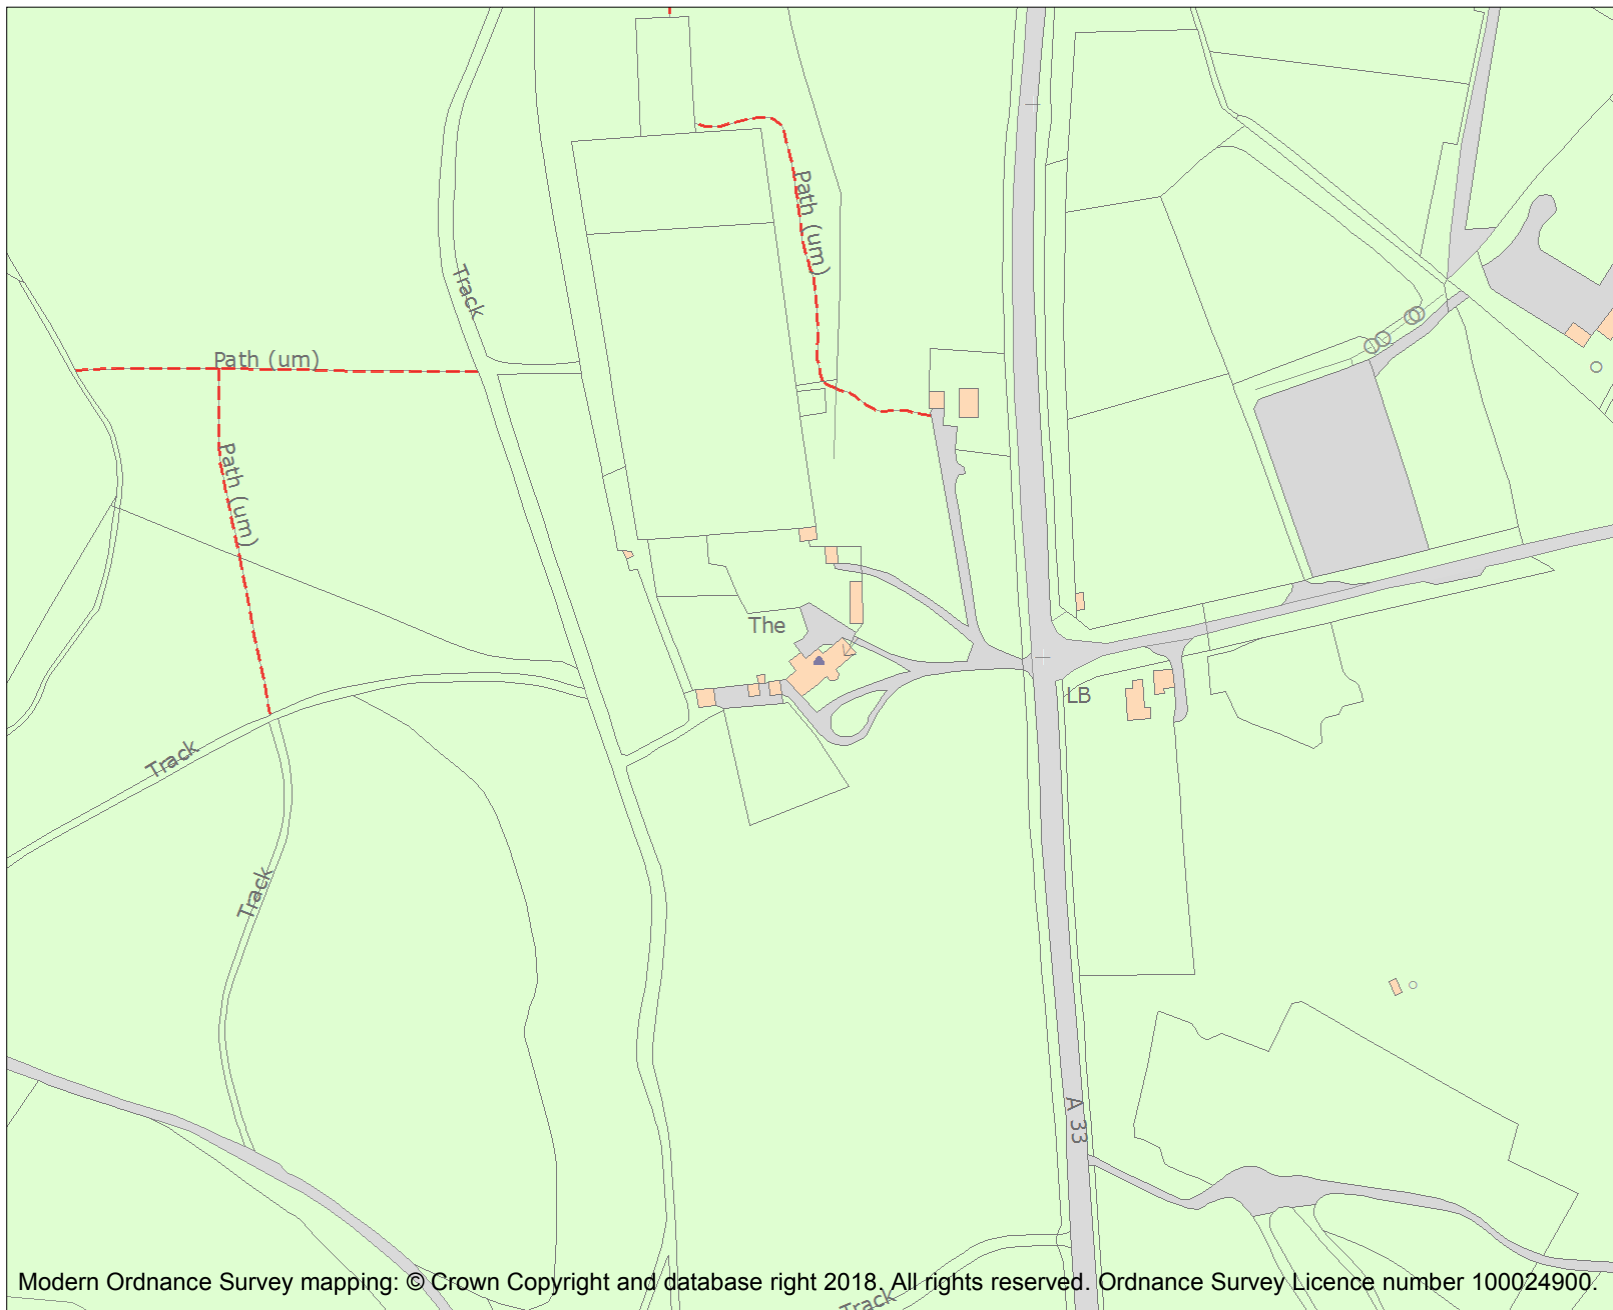 Path (um)
Track
Path (um)
Path (um)
The
LB
Track
Track
A 33
Modern Ordnance Survey mapping: © Crown Copyright and database right 2018. All rights reserved. Ordnance Survey Licence number 100024900.
Track